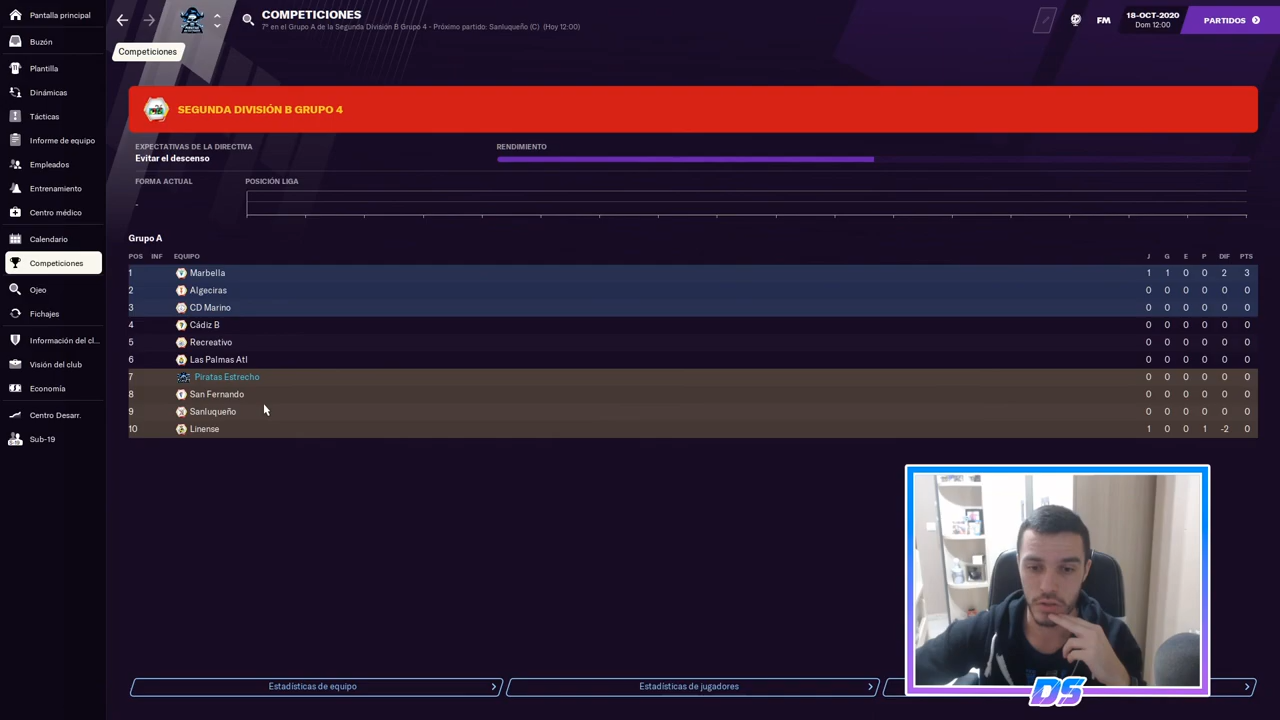 Pantalla principal
Buzón
Plantilla
Dinámicas
Tácticas
Informe de equipo
Empleados
Entrenamiento
Centro médico
Calendario
Competiciones
Ojeo
Fichajes
Información del cl...
Visión del club
Economía
Centro Desarr.
Sub-19
COMPETICIONES
7º en el Grupo A de la Segunda División B Grupo 4 - Próximo partido: Sanluqueño (C) (Hoy 12:00)
FM
18-OCT-2020
Dom 12:00
PARTIDOS
Competiciones
SEGUNDA DIVISIÓN B GRUPO 4
EXPECTATIVAS DE LA DIRECTIVA
Evitar el descenso
RENDIMIENTO
FORMA ACTUAL
-
POSICIÓN LIGA
Grupo A
POS INF EQUIPO J G E P DIF PTS
1 Marbella 1 1 0 0 2 3
2 Algeciras 0 0 0 0 0 0
3 CD Marino 0 0 0 0 0 0
4 Cádiz B 0 0 0 0 0 0
5 Recreativo 0 0 0 0 0 0
6 Las Palmas Atl 0 0 0 0 0 0
7 Piratas Estrecho 0 0 0 0 0 0
8 San Fernando 0 0 0 0 0 0
9 Sanluqueño 0 0 0 0 0 0
10 Linense 1 0 0 1 -2 0
Estadísticas de equipo
Estadísticas de jugadores
DS